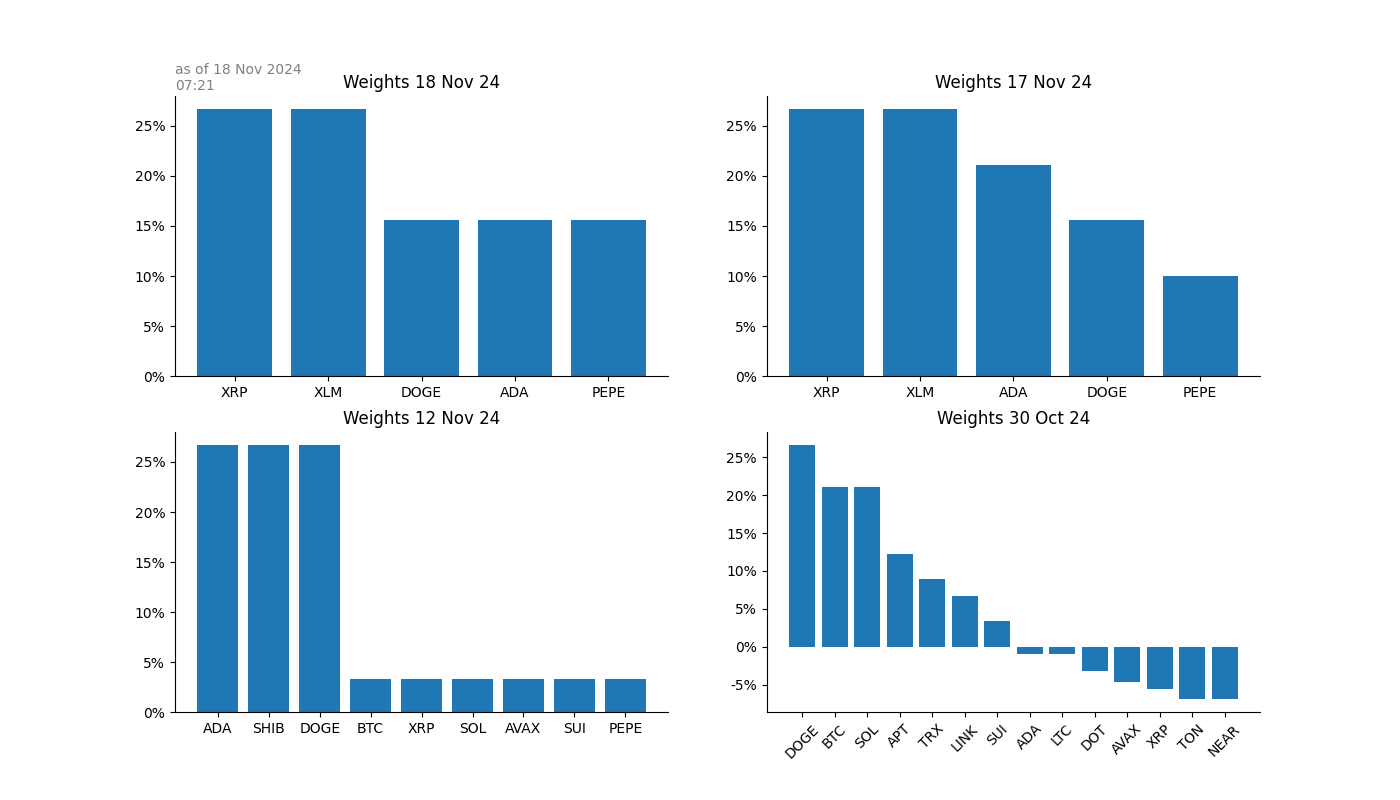 as of 18 Nov 2024
07:21
Weights 18 Nov 24
25%
20%
15%
10%
5%
0%
XRP XLM DOGE ADA PEPE
Weights 17 Nov 24
25%
20%
15%
10%
5%
0%
XRP XLM ADA DOGE PEPE
Weights 12 Nov 24
25%
20%
15%
10%
5%
0%
ADA SHIB DOGE BTC XRP SOL AVAX SUI PEPE
Weights 30 Oct 24
25%
20%
15%
10%
5%
0%
-5%
DOGE BTC SOL APT TRX LINK SUI ADA LTC DOT AVAX XRP TON NEAR